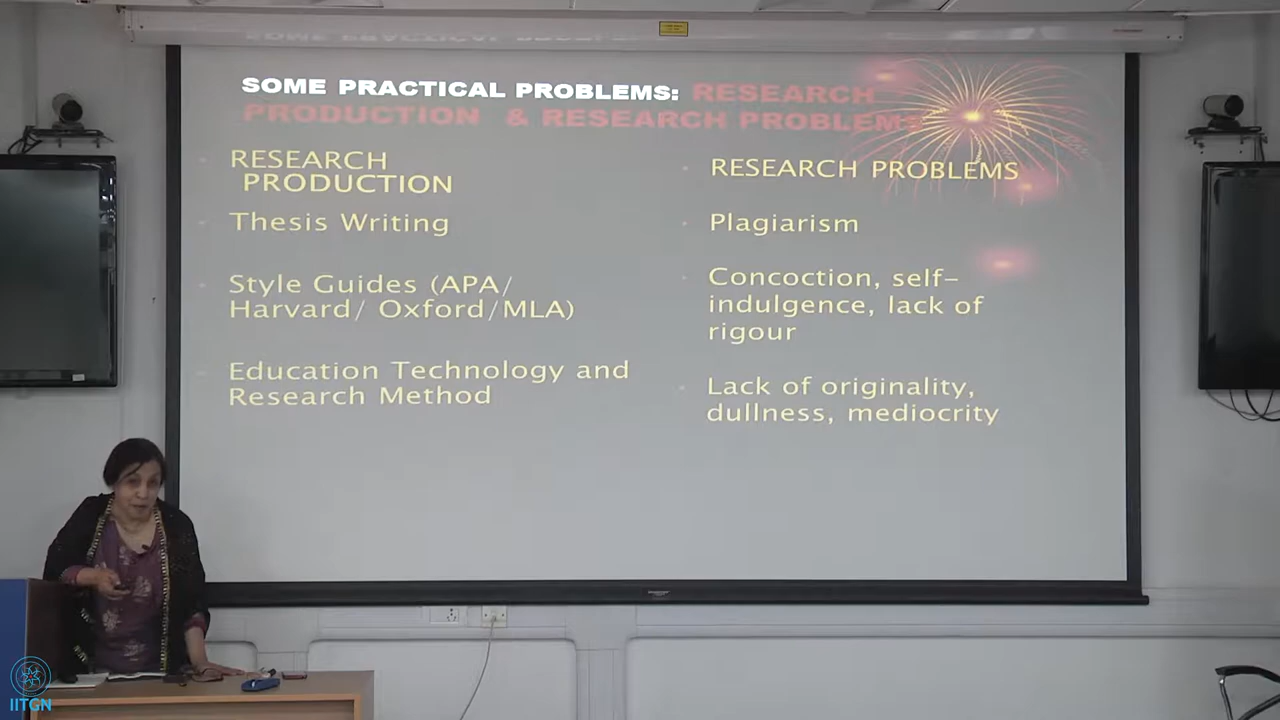 SOME PRACTICAL PROBLEMS: RESEARCH
PRODUCTION & RESEARCH PROBLEMS
RESEARCH
PRODUCTION
Thesis Writing
Style Guides (APA/
Harvard/ Oxford/MLA)
Education Technology and
Research Method
RESEARCH PROBLEMS
Plagiarism
Concoction, self-
indulgence, lack of
rigour
Lack of originality,
dullness, mediocrity
IITGN